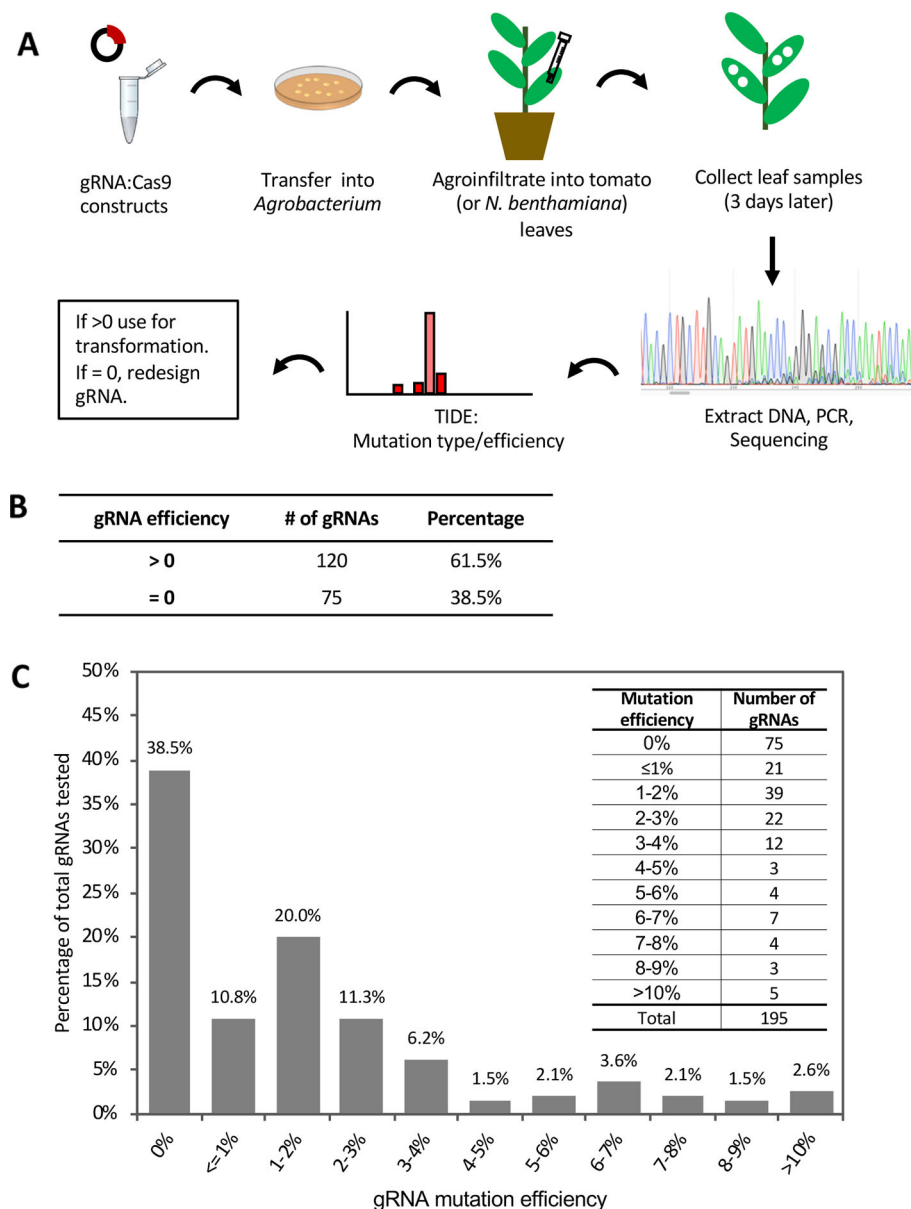 A
gRNA:Cas9
constructs
Transfer into
Agrobacterium
Agroinfiltrate into tomato
(or N. benthamiana)
leaves
Collect leaf samples
(3 days later)
If >0 use for
transformation.
If = 0, redesign
gRNA.
TIDE:
Mutation type/efficiency
Extract DNA, PCR,
Sequencing
B
gRNA efficiency # of gRNAs Percentage
> 0 120 61.5%
= 0 75 38.5%
C
Percentage of total gRNAs tested
50%
45%
40%
35%
30%
25%
20%
15%
10%
5%
0%
38.5%
10.8%
20.0%
11.3%
6.2%
1.5%
2.1%
3.6%
2.1%
1.5%
2.6%
0%
<=1%
1-2%
2-3%
3-4%
4-5%
5-6%
6-7%
7-8%
8-9%
>10%
gRNA mutation efficiency
Mutation Number of
efficiency gRNAs
0% 75
≤1% 21
1-2% 39
2-3% 22
3-4% 12
4-5% 3
5-6% 4
6-7% 7
7-8% 4
8-9% 3
>10% 5
Total 195